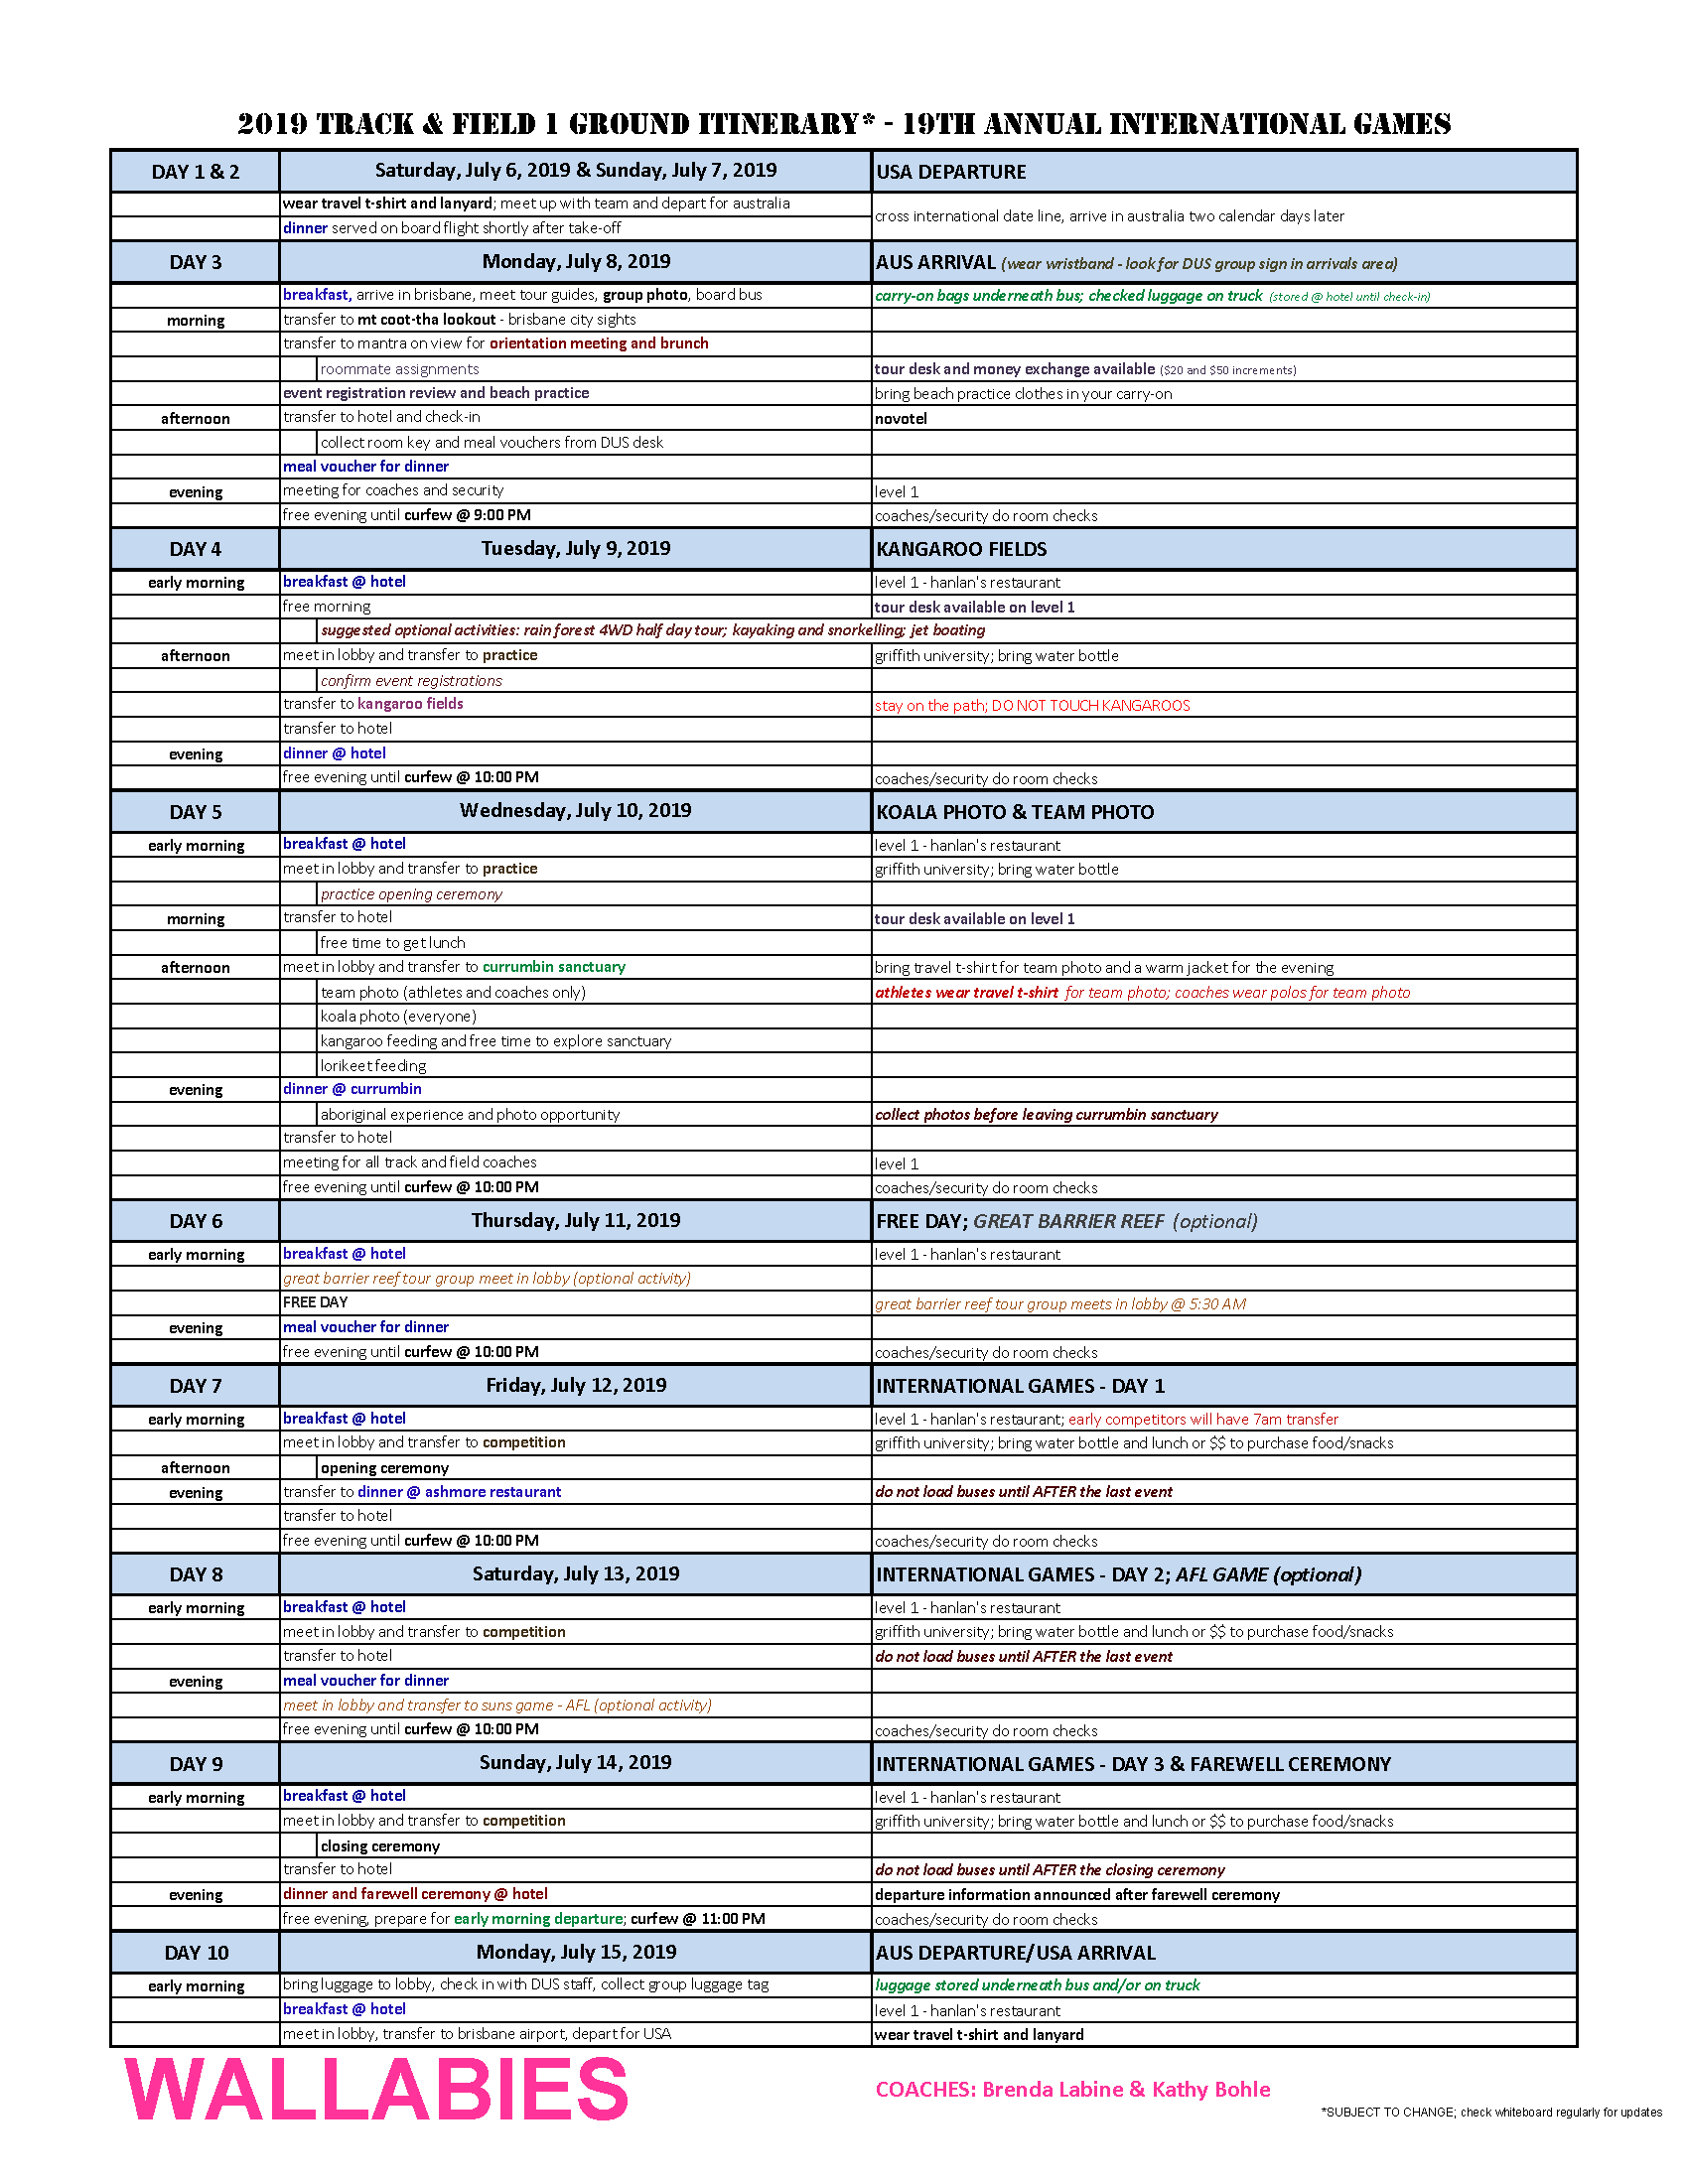 2019 TRACK & FIELD 1 GROUND ITINERARY* - 19TH ANNUAL INTERNATIONAL GAMES
DAY 1 & 2 Saturday, July 6, 2019 & Sunday, July 7, 2019 USA DEPARTURE
wear travel t-shirt and lanyard; meet up with team and depart for australia
cross international date line, arrive in australia two calendar days later
dinner served on board flight shortly after take-off
DAY 3 Monday, July 8, 2019 AUS ARRIVAL (wear wristband - look for DUS group sign in arrivals area)
breakfast, arrive in brisbane, meet tour guides, group photo, board bus carry-on bags underneath bus; checked luggage on truck (stored @ hotel until check-in)
morning transfer to mt coot-tha lookout - brisbane city sights
transfer to mantra on view for orientation meeting and brunch
roommate assignments tour desk and money exchange available ($20 and $50 increments)
event registration review and beach practice bring beach practice clothes in your carry-on
afternoon transfer to hotel and check-in novotel
collect room key and meal vouchers from DUS desk
meal voucher for dinner
evening meeting for coaches and security level 1
free evening until curfew @ 9:00 PM coaches/security do room checks
DAY 4 Tuesday, July 9, 2019 KANGAROO FIELDS
early morning breakfast @ hotel level 1 - hanlan's restaurant
free morning tour desk available on level 1
suggested optional activities: rain forest 4WD half day tour; kayaking and snorkelling; jet boating
afternoon meet in lobby and transfer to practice griffith university; bring water bottle
confirm event registrations
transfer to kangaroo fields stay on the path; DO NOT TOUCH KANGAROOS
transfer to hotel
evening dinner @ hotel
free evening until curfew @ 10:00 PM coaches/security do room checks
DAY 5 Wednesday, July 10, 2019 KOALA PHOTO & TEAM PHOTO
early morning breakfast @ hotel level 1 - hanlan's restaurant
meet in lobby and transfer to practice griffith university; bring water bottle
practice opening ceremony
morning transfer to hotel tour desk available on level 1
free time to get lunch
afternoon meet in lobby and transfer to currumbin sanctuary bring travel t-shirt for team photo and a warm jacket for the evening
team photo (athletes and coaches only) athletes wear travel t-shirt for team photo; coaches wear polos for team photo
koala photo (everyone)
kangaroo feeding and free time to explore sanctuary
lorikeet feeding
evening dinner @ currumbin
aboriginal experience and photo opportunity collect photos before leaving currumbin sanctuary
transfer to hotel
meeting for all track and field coaches level 1
free evening until curfew @ 10:00 PM coaches/security do room checks
DAY 6 Thursday, July 11, 2019 FREE DAY; GREAT BARRIER REEF (optional)
early morning breakfast @ hotel level 1 - hanlan's restaurant
great barrier reef tour group meet in lobby (optional activity)
FREE DAY great barrier reef tour group meets in lobby @ 5:30 AM
evening meal voucher for dinner
free evening until curfew @ 10:00 PM coaches/security do room checks
DAY 7 Friday, July 12, 2019 INTERNATIONAL GAMES - DAY 1
early morning breakfast @ hotel level 1 - hanlan's restaurant; early competitors will have 7am transfer
meet in lobby and transfer to competition griffith university; bring water bottle and lunch or $$ to purchase food/snacks
afternoon opening ceremony
evening transfer to dinner @ ashmore restaurant do not load buses until AFTER the last event
transfer to hotel
free evening until curfew @ 10:00 PM coaches/security do room checks
DAY 8 Saturday, July 13, 2019 INTERNATIONAL GAMES - DAY 2; AFL GAME (optional)
early morning breakfast @ hotel level 1 - hanlan's restaurant
meet in lobby and transfer to competition griffith university; bring water bottle and lunch or $$ to purchase food/snacks
transfer to hotel do not load buses until AFTER the last event
evening meal voucher for dinner
meet in lobby and transfer to suns game - AFL (optional activity)
free evening until curfew @ 10:00 PM coaches/security do room checks
DAY 9 Sunday, July 14, 2019 INTERNATIONAL GAMES - DAY 3 & FAREWELL CEREMONY
early morning breakfast @ hotel level 1 - hanlan's restaurant
meet in lobby and transfer to competition griffith university; bring water bottle and lunch or $$ to purchase food/snacks
closing ceremony
transfer to hotel do not load buses until AFTER the closing ceremony
evening dinner and farewell ceremony @ hotel departure information announced after farewell ceremony
free evening, prepare for early morning departure; curfew @ 11:00 PM coaches/security do room checks
DAY 10 Monday, July 15, 2019 AUS DEPARTURE/USA ARRIVAL
early morning bring luggage to lobby, check in with DUS staff, collect group luggage tag luggage stored underneath bus and/or on truck
breakfast @ hotel level 1 - hanlan's restaurant
meet in lobby, transfer to brisbane airport, depart for USA wear travel t-shirt and lanyard
WALLABIES COACHES: Brenda Labine & Kathy Bohle
*SUBJECT TO CHANGE; check whiteboard regularly for updates